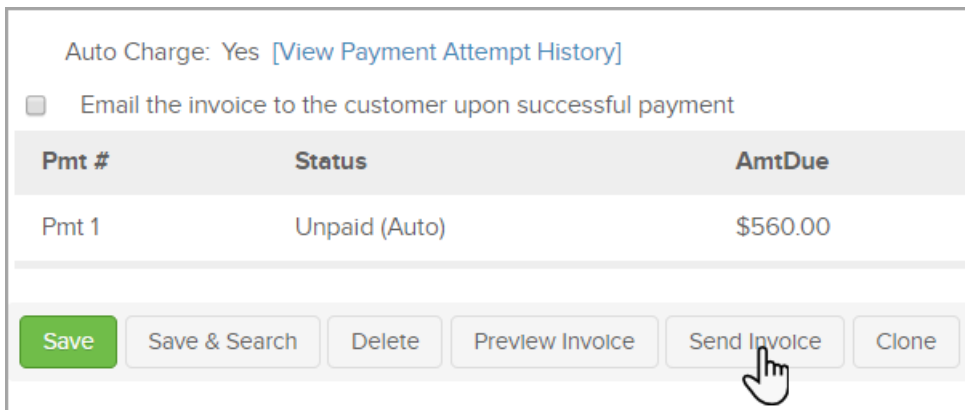 Auto Charge: Yes [View Payment Attempt History]
Email the invoice to the customer upon successful payment
Pmt # Status AmtDue
Pmt 1 Unpaid (Auto) $560.00
Save Save & Search Delete Preview Invoice Send Invoice Clone